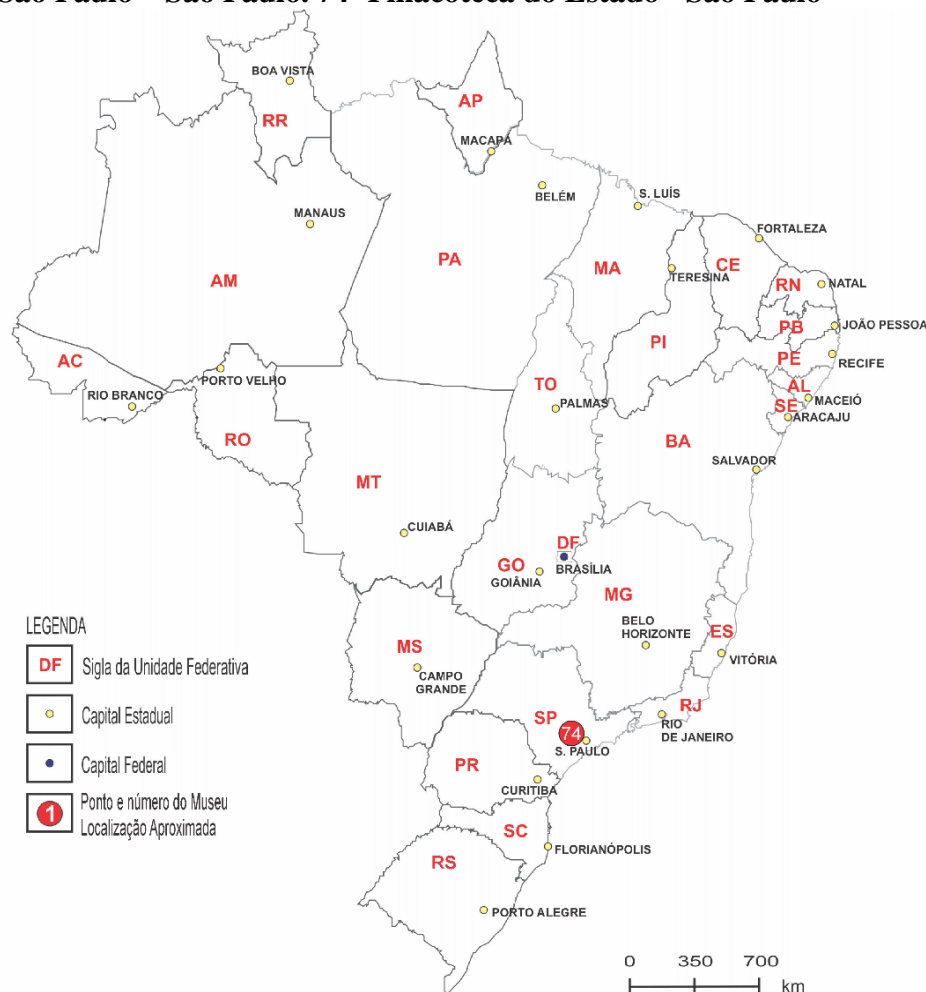 São Paulo – São Paulo. 74- Pinacoteca do Estado - São Paulo
BOA VISTA
RR
AP
MACAPÁ
BELÉM
S. LUÍS
MANAUS
FORTALEZA
PA
MA
CE
TERESINA
AM
RN
NATAL
PB
JOÃO PESSOA
PI
PE
RECIFE
AC
PORTO VELHO
TO
AL
MACEIÓ
RIO BRANCO
PALMAS
SE
ARACAJU
RO
BA
SALVADOR
MT
CUIABÁ
DF
GO
BRASÍLIA
GOIÂNIA
MG
BELO
HORIZONTE
ES
VITÓRIA
MS
CAMPO
GRANDE
RJ
RIO
DE JANEIRO
SP
74
S. PAULO
PR
CURITIBA
SC
FLORIANÓPOLIS
RS
PORTO ALEGRE
LEGENDA
DF Sigla da Unidade Federativa
Capital Estadual
Capital Federal
1 Ponto e número do Museu
Localização Aproximada
0 350 700
km